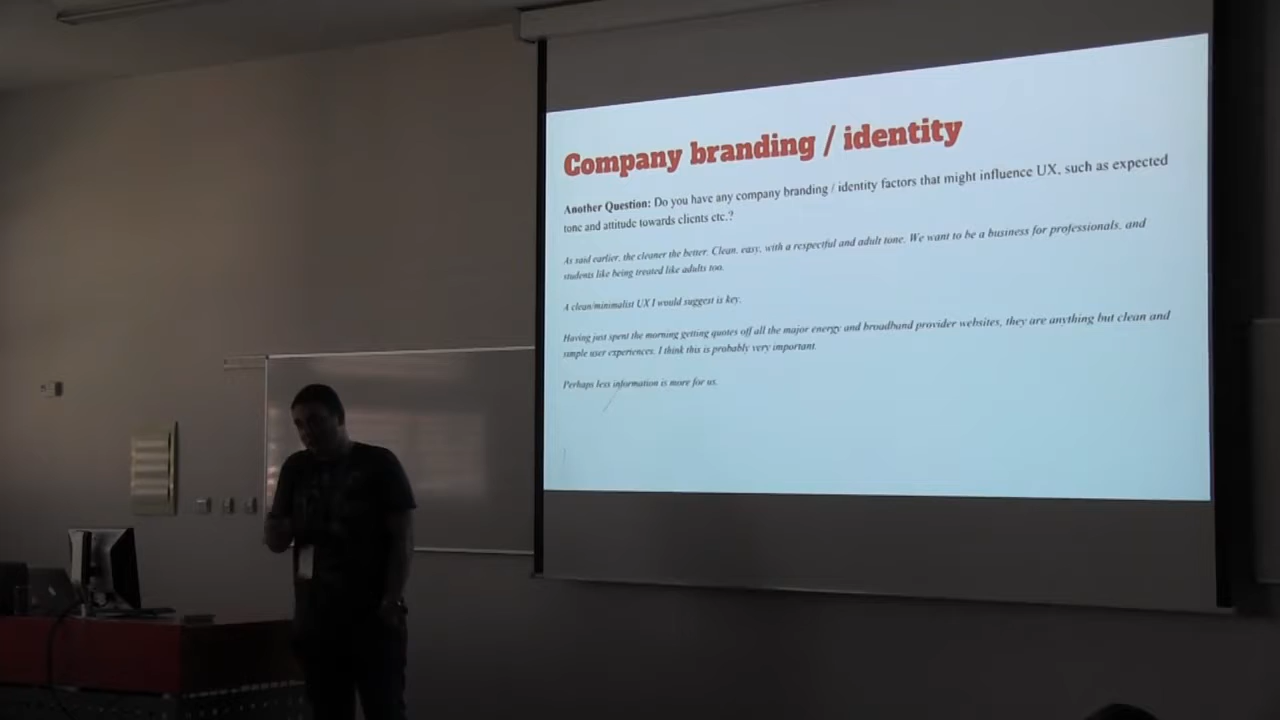 Company branding / identity
Another Question: Do you have any company branding / identity factors that might influence UX, such as expected
tone and attitude towards clients etc.?
As said earlier, the cleaner the better. Clean, easy, with a respectful and adult tone. We want to be a business for professionals, and
students like being treated like adults too.
A clean/minimalist UX I would suggest is key.
Having just spent the morning getting quotes off all the major energy and broadband provider websites, they are anything but clean and
simple user experiences. I think this is probably very important.
Perhaps less information is more for us.